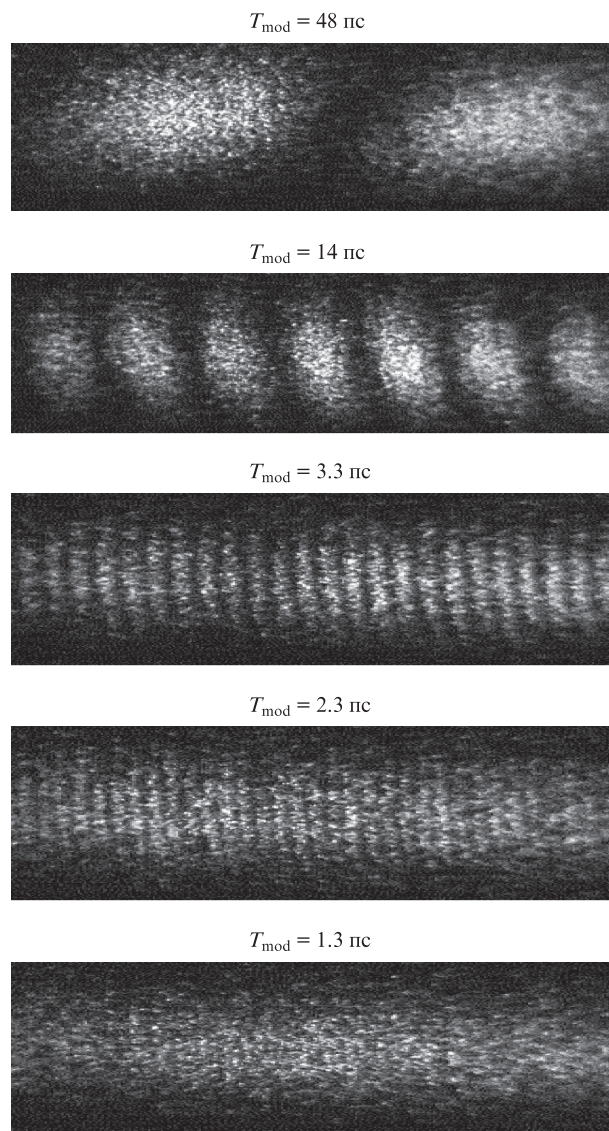 T_mod = 48 пс
T_mod = 14 пс
T_mod = 3.3 пс
T_mod = 2.3 пс
T_mod = 1.3 пс